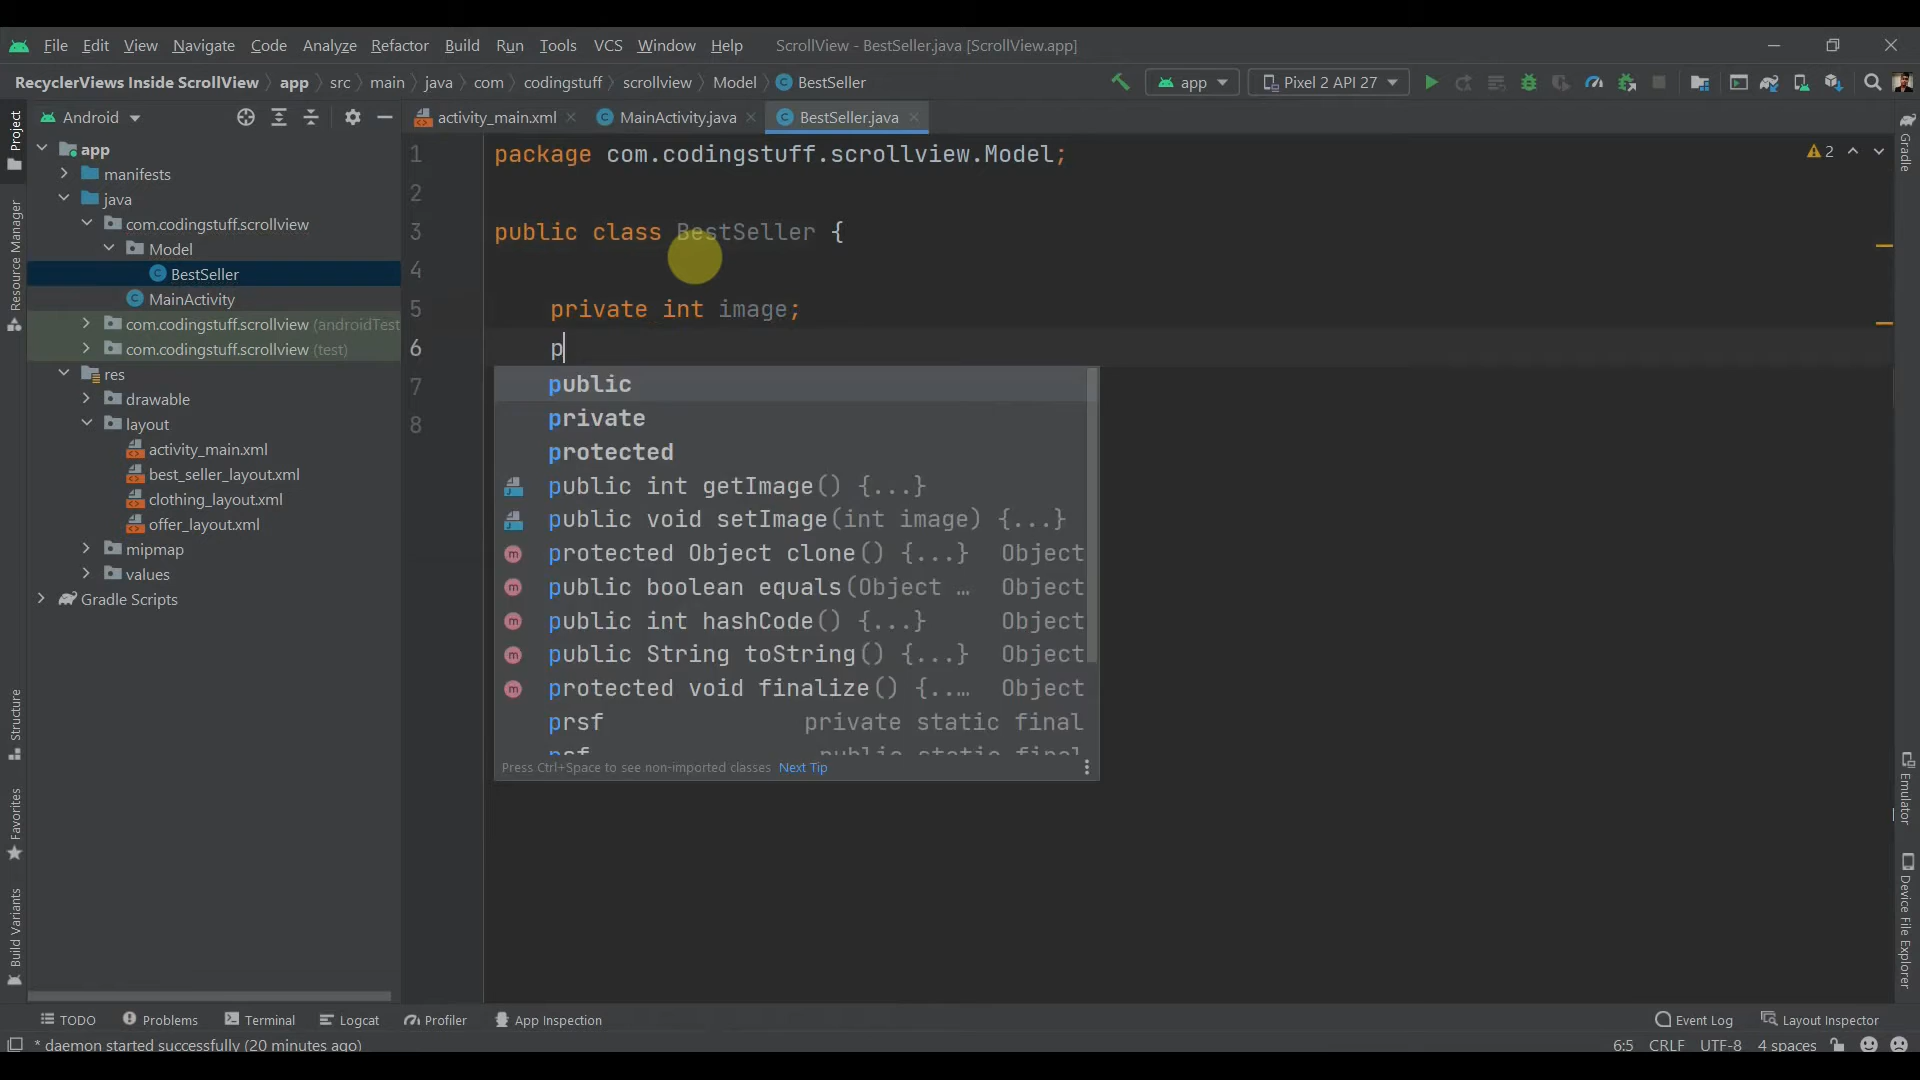 File Edit View Navigate Code Analyze Refactor Build Run Tools VCS Window Help ScrollView - BestSeller.java [ScrollView.app]
RecyclerViews Inside ScrollView app src main java com codingstuff scrollview Model BestSeller app Pixel 2 API 27
Android activity_main.xml MainActivity.java BestSeller.java
Project
Resource Manager
Structure
Favorites
Build Variants
app
manifests
java
com.codingstuff.scrollview
Model
BestSeller
MainActivity
com.codingstuff.scrollview (androidTest
com.codingstuff.scrollview (test)
res
drawable
layout
activity_main.xml
best_seller_layout.xml
clothing_layout.xml
offer_layout.xml
mipmap
values
Gradle Scripts
1 package com.codingstuff.scrollview.Model;
2
3 public class BestSeller {
4
5 private int image;
6 p
7
8
2
public
private
protected
public int getImage() {...}
public void setImage(int image) {...}
protected Object clone() {...} Object
public boolean equals(Object … Object
public int hashCode() {...} Object
public String toString() {...} Object
protected void finalize() {..… Object
prsf private static final
psf public static final
Press Ctrl+Space to see non-imported classes Next Tip
Gradle
Emulator
Device File Explorer
TODO Problems Terminal Logcat Profiler App Inspection Event Log Layout Inspector
* daemon started successfully (20 minutes ago) 6:5 CRLF UTF-8 4 spaces